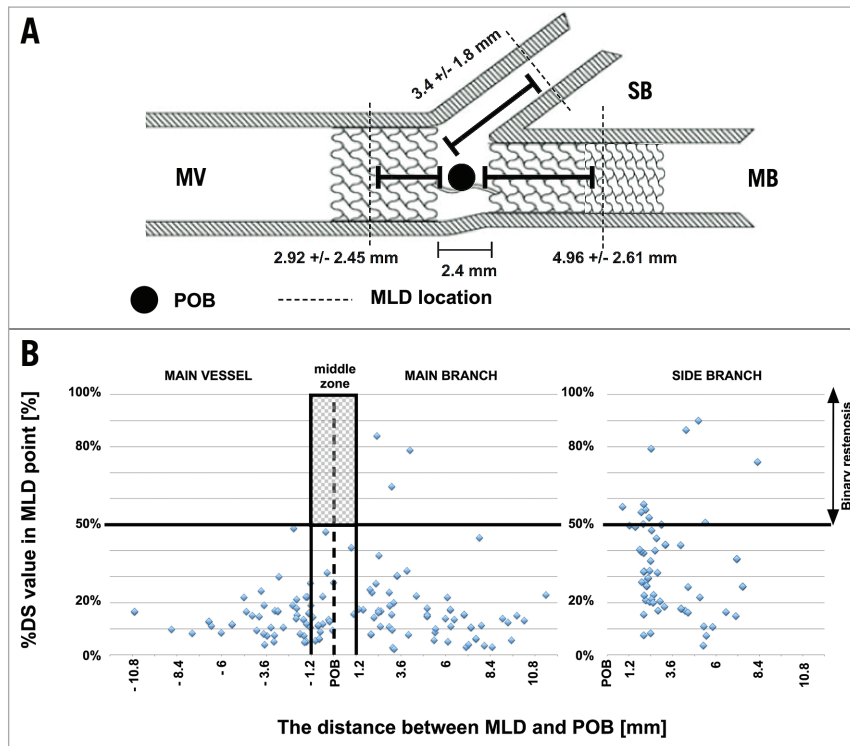 A
3.4 +/- 1.8 mm
SB
MV
MB
2.92 +/- 2.45 mm
4.96 +/- 2.61 mm
2.4 mm
POB
MLD location
B
MAIN VESSEL
middle
zone
MAIN BRANCH
SIDE BRANCH
%DS value in MLD point [%]
100%
80%
50%
20%
0%
100%
80%
50%
20%
0%
Binary restenosis
- 10.8
- 8.4
- 6
- 3.6
- 1.2
POB
1.2
3.6
6
8.4
10.8
POB
1.2
3.6
6
8.4
10.8
The distance between MLD and POB [mm]